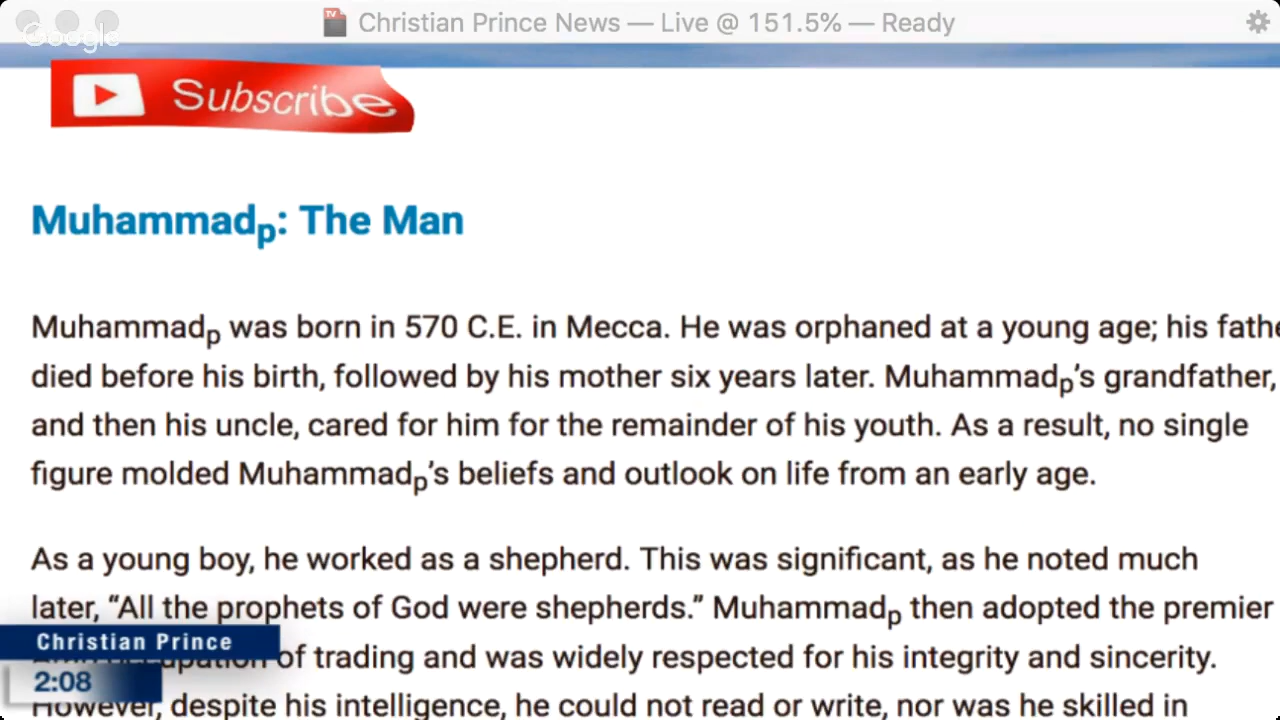 Christian Prince News — Live @ 151.5% — Ready
Google
Subscribe
Muhammadp: The Man
Muhammadp was born in 570 C.E. in Mecca. He was orphaned at a young age; his fathe
died before his birth, followed by his mother six years later. Muhammadp’s grandfather,
and then his uncle, cared for him for the remainder of his youth. As a result, no single
figure molded Muhammadp’s beliefs and outlook on life from an early age.
As a young boy, he worked as a shepherd. This was significant, as he noted much
later, “All the prophets of God were shepherds.” Muhammadp then adopted the premier
Christian Prince
of trading and was widely respected for his integrity and sincerity.
2:08
However, despite his intelligence, he could not read or write, nor was he skilled in